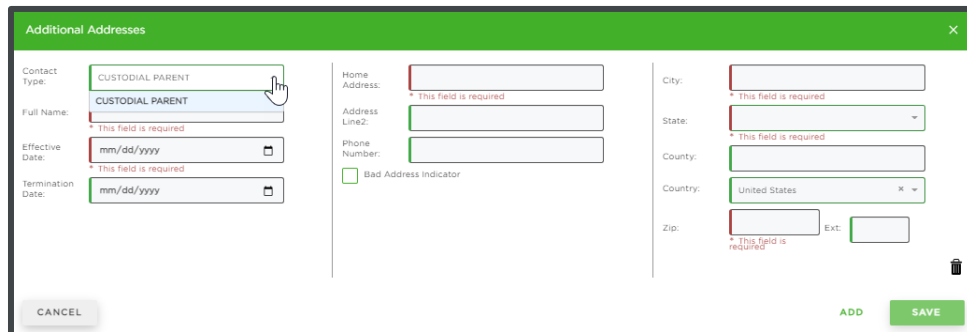 Additional Addresses
×
Contact
Type:
CUSTODIAL PARENT
CUSTODIAL PARENT
Full Name:
* This field is required
Effective
Date:
mm/dd/yyyy
* This field is required
Termination
Date:
mm/dd/yyyy
Home
Address:
* This field is required
Address
Line2:
Phone
Number:
Bad Address Indicator
City:
* This field is required
State:
* This field is required
County:
Country:
United States ×
Zip:
Ext:
* This field is
required
CANCEL
ADD
SAVE